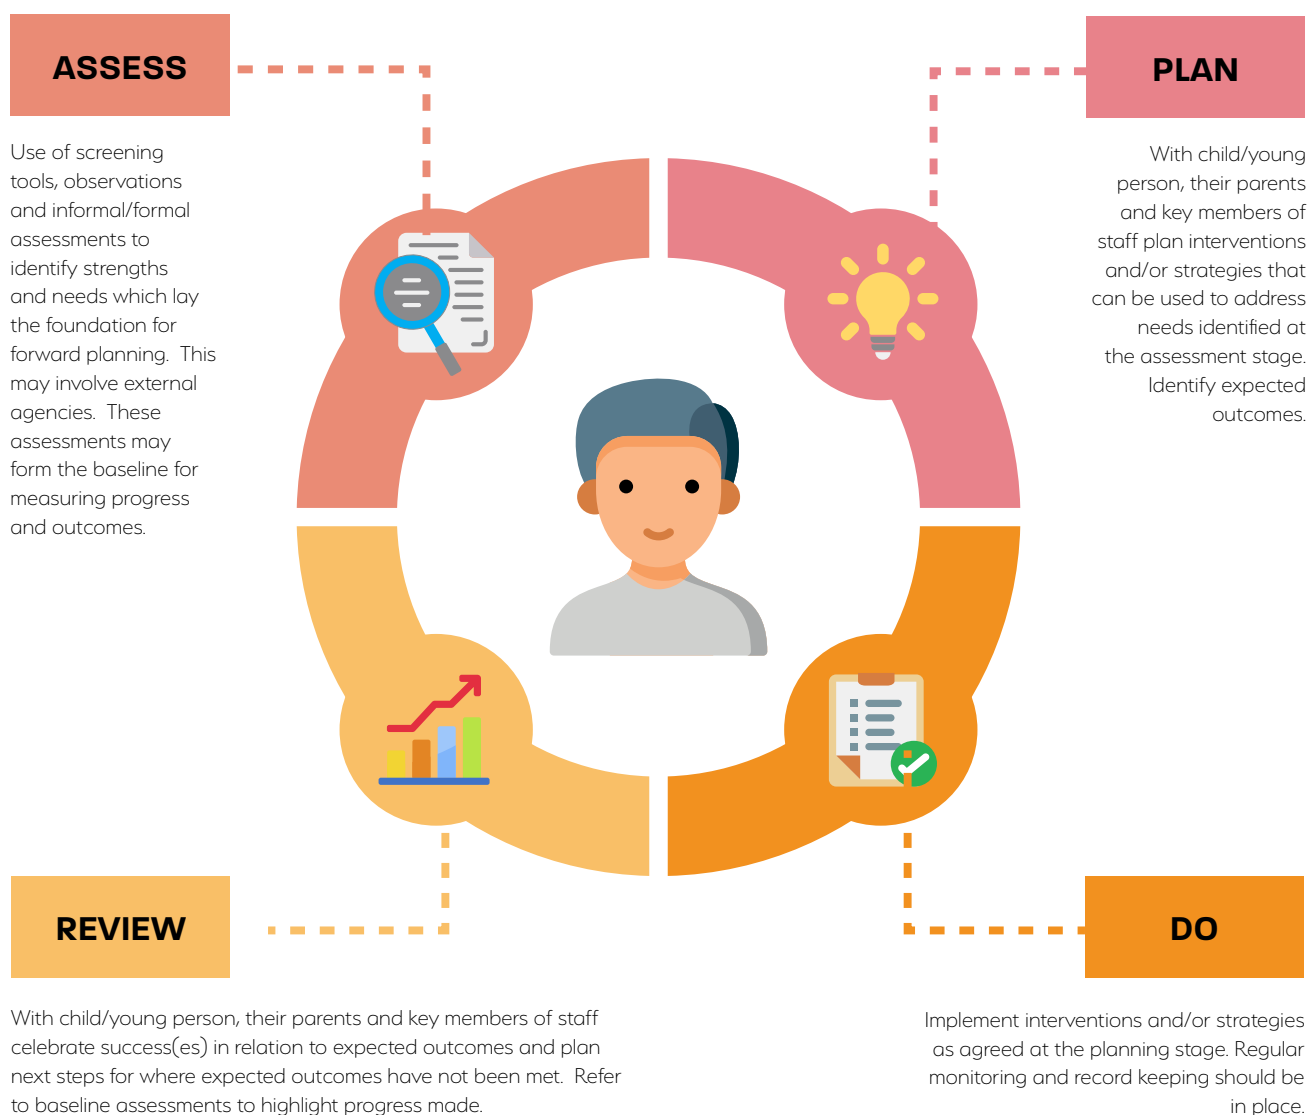 ASSESS
Use of screening
tools, observations
and informal/formal
assessments to
identify strengths
and needs which lay
the foundation for
forward planning.  This
may involve external
agencies.  These
assessments may
form the baseline for
measuring progress
and outcomes.
PLAN
With child/young
person, their parents
and key members of
staff plan interventions
and/or strategies that
can be used to address
needs identified at
the assessment stage.
Identify expected
outcomes.
REVIEW
With child/young person, their parents and key members of staff
celebrate success(es) in relation to expected outcomes and plan
next steps for where expected outcomes have not been met.  Refer
to baseline assessments to highlight progress made.
DO
Implement interventions and/or strategies
as agreed at the planning stage. Regular
monitoring and record keeping should be
in place.